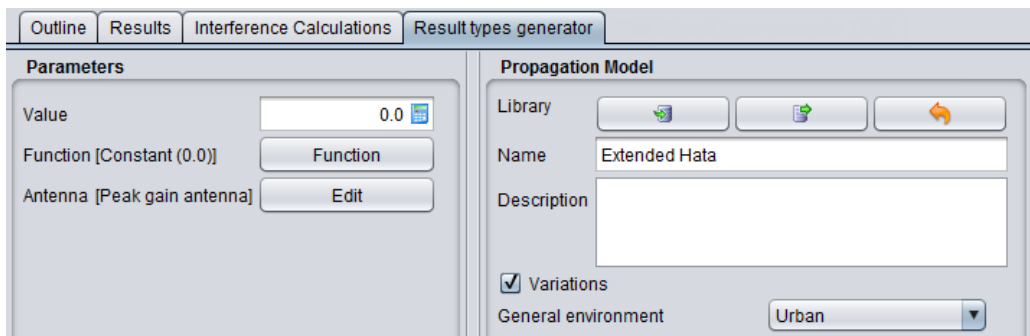 Outline Results Interference Calculations Result types generator
Parameters
Value 0.0
Function [Constant (0.0)] Function
Antenna [Peak gain antenna] Edit
Propagation Model
Library
Name Extended Hata
Description
Variations
General environment Urban